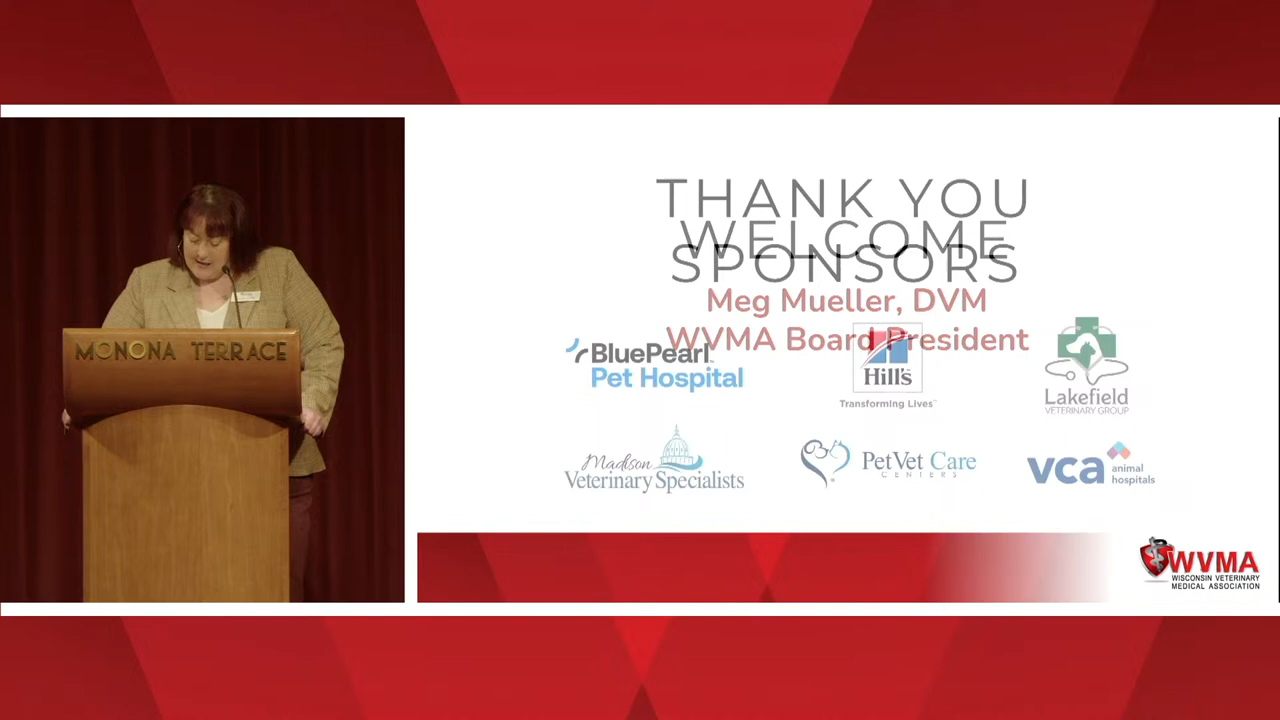 MONONA TERRACE
THANK YOU
WELCOME
SPONSORS
Meg Mueller, DVM
WVMA Board President
BluePearl
Pet Hospital
Hill's
Transforming Lives™
Lakefield
VETERINARY GROUP
Madison
Veterinary Specialists
PetVet Care
CENTERS
vca animal
hospitals
WVMA
WISCONSIN VETERINARY
MEDICAL ASSOCIATION